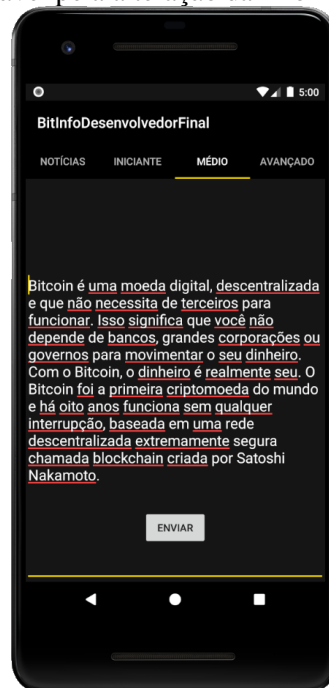 5:00
BitInfoDesenvolvedorFinal
NOTÍCIAS INICIANTE MÉDIO AVANÇADO
Bitcoin é uma moeda digital, descentralizada
e que não necessita de terceiros para
funcionar. Isso significa que você não
depende de bancos, grandes corporações ou
governos para movimentar o seu dinheiro.
Com o Bitcoin, o dinheiro é realmente seu. O
Bitcoin foi a primeira criptomoeda do mundo
e há oito anos funciona sem qualquer
interrupção, baseada em uma rede
descentralizada extremamente segura
chamada blockchain criada por Satoshi
Nakamoto.
ENVIAR